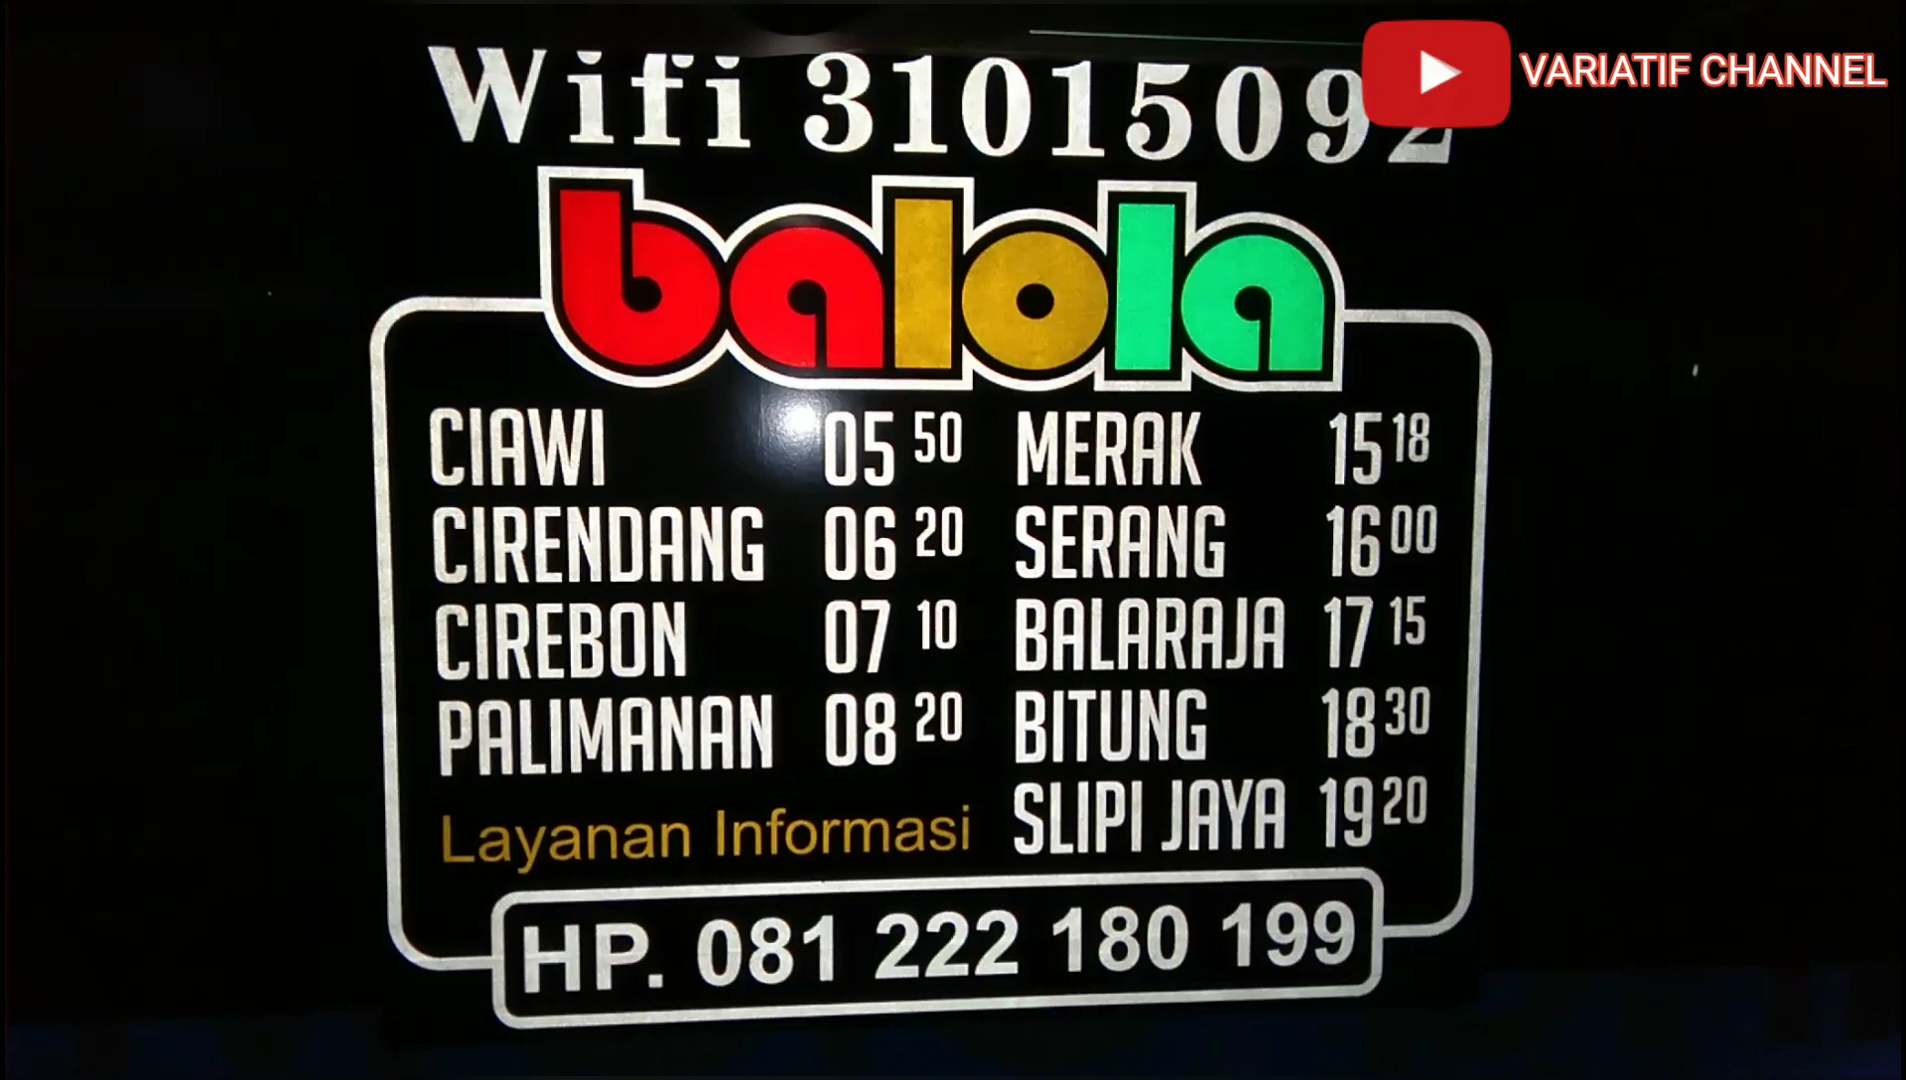 VARIATIF CHANNEL
Wifi 31015092
balola
CIAWI 05 50
CIRENDANG 06 20
CIREBON 07 10
PALIMANAN 08 20
MERAK 15 18
SERANG 16 00
BALARAJA 17 15
BITUNG 18 30
SLIPI JAYA 19 20
Layanan Informasi
HP. 081 222 180 199